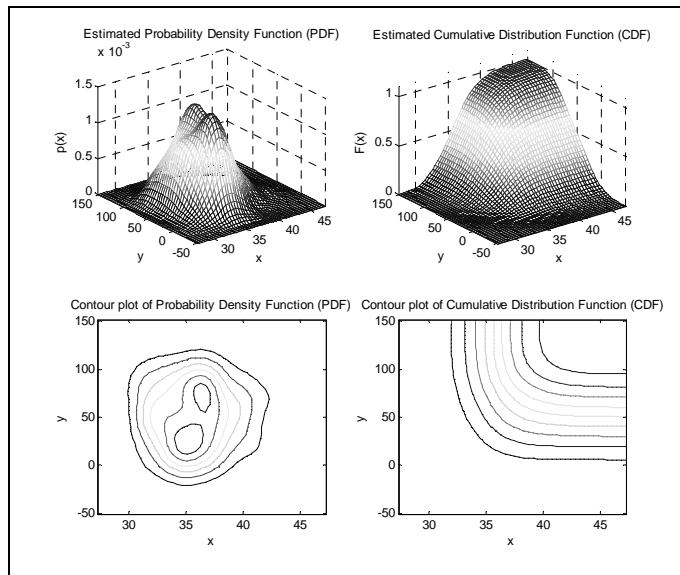 Estimated Probability Density Function (PDF)
x 10⁻³
1.5
1
0.5
0
p(x)
150
100
50
0
-50
y
30
35
40
45
x
Estimated Cumulative Distribution Function (CDF)
1
0.5
0
F(x)
150
100
50
0
-50
y
30
35
40
45
x
Contour plot of Probability Density Function (PDF)
150
100
50
0
-50
y
30
35
40
45
x
Contour plot of Cumulative Distribution Function (CDF)
150
100
50
0
-50
y
30
35
40
45
x